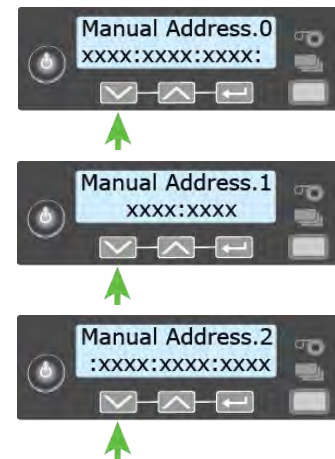 Manual Address.0
xxxx:xxxx:xxxx:
Manual Address.1
xxxx:xxxx
Manual Address.2
:xxxx:xxxx:xxxx